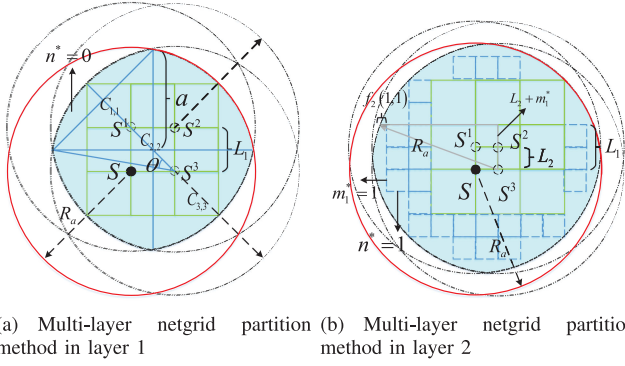 n* ≠ 0
a
C₁,₁
S¹
S²
C₂,₂
L₁
S
O
S³
Rₐ
C₃,₃
f₂(1,1)
L₂+m₁*
Rₐ
S¹
S²
L₁
L₂
m₁* = 1
S
S³
n* = 1
Rₐ
(a) Multi-layer netgrid partition
method in layer 1
(b) Multi-layer netgrid partition
method in layer 2